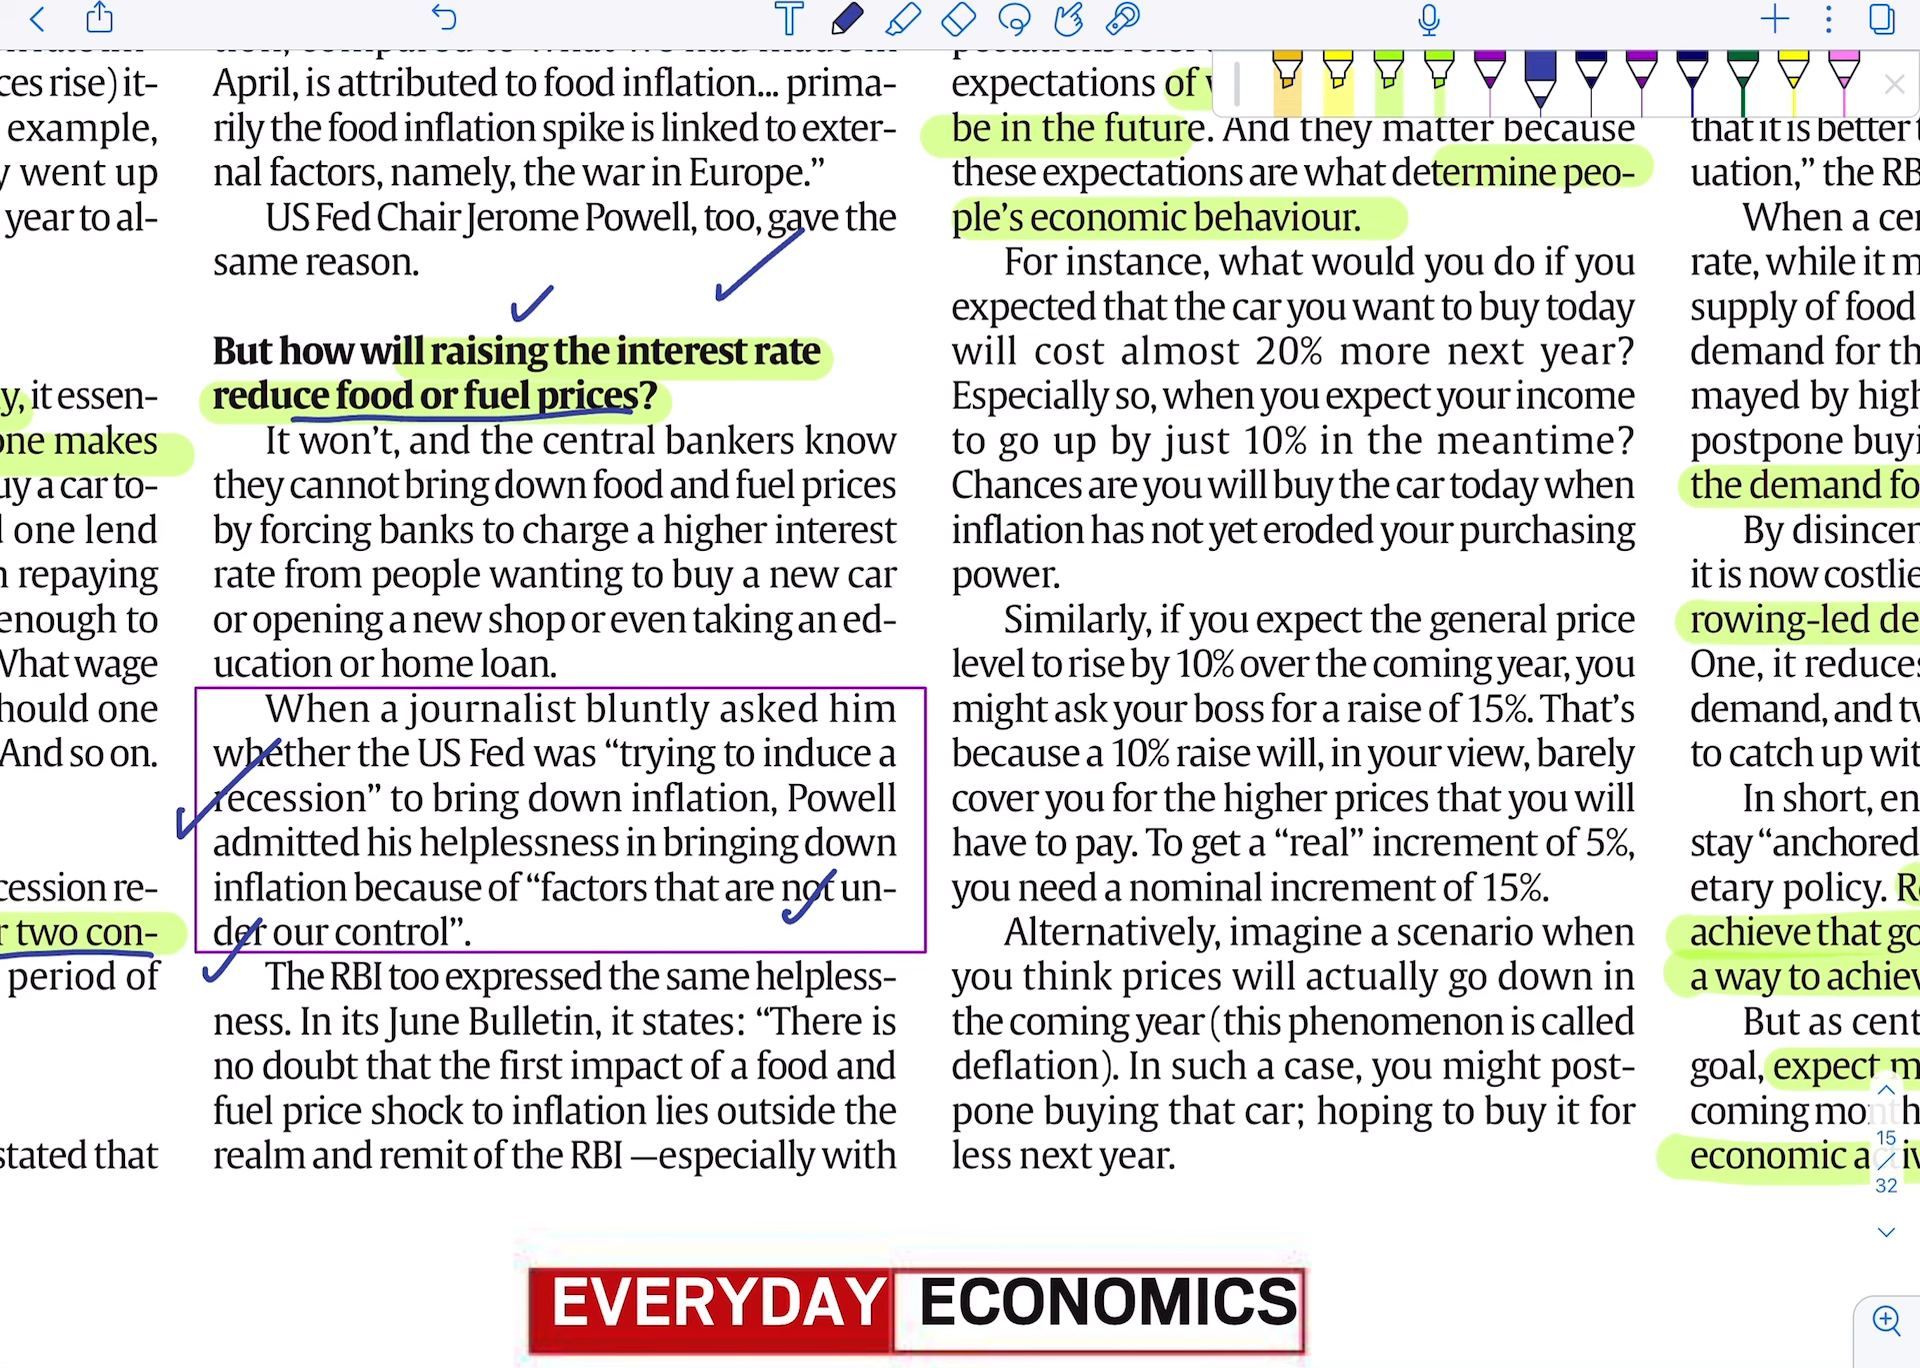 ces rise) it-
example,
went up
year to al-
it essen-
one makes
uy a car to-
one lend
repaying
enough to
What wage
hould one
And so on.
cession re-
r two con-
period of
stated that
April, is attributed to food inflation... prima-
rily the food inflation spike is linked to exter-
nal factors, namely, the war in Europe.”
US Fed Chair Jerome Powell, too, gave the
same reason.
But how will raising the interest rate
reduce food or fuel prices?
It won’t, and the central bankers know
they cannot bring down food and fuel prices
by forcing banks to charge a higher interest
rate from people wanting to buy a new car
or opening a new shop or even taking an ed-
ucation or home loan.
When a journalist bluntly asked him
whether the US Fed was “trying to induce a
recession” to bring down inflation, Powell
admitted his helplessness in bringing down
inflation because of “factors that are not un-
der our control”.
The RBI too expressed the same helpless-
ness. In its June Bulletin, it states: “There is
no doubt that the first impact of a food and
fuel price shock to inflation lies outside the
realm and remit of the RBI —especially with
expectations of
be in the future. And they matter because
these expectations are what determine peo-
ple’s economic behaviour.
For instance, what would you do if you
expected that the car you want to buy today
will cost almost 20% more next year?
Especially so, when you expect your income
to go up by just 10% in the meantime?
Chances are you will buy the car today when
inflation has not yet eroded your purchasing
power.
Similarly, if you expect the general price
level to rise by 10% over the coming year, you
might ask your boss for a raise of 15%. That’s
because a 10% raise will, in your view, barely
cover you for the higher prices that you will
have to pay. To get a “real” increment of 5%,
you need a nominal increment of 15%.
Alternatively, imagine a scenario when
you think prices will actually go down in
the coming year (this phenomenon is called
deflation). In such a case, you might post-
pone buying that car; hoping to buy it for
less next year.
that it is better
uation,” the RB
When a cen
rate, while it m
supply of food
demand for th
mayed by high
postpone buyi
the demand fo
By disincen
it is now costlie
rowing-led de
One, it reduces
demand, and tw
to catch up wit
In short, en
stay “anchored
etary policy. R
achieve that go
a way to achiev
But as cent
goal, expect m
coming month
economic activ
15
32
EVERYDAY ECONOMICS